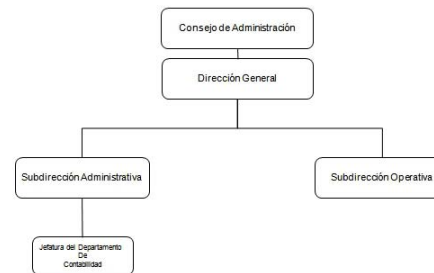 Consejo de Administración
Dirección General
Subdirección Administrativa
Subdirección Operativa
Jefatura del Departamento
De
Contabilidad